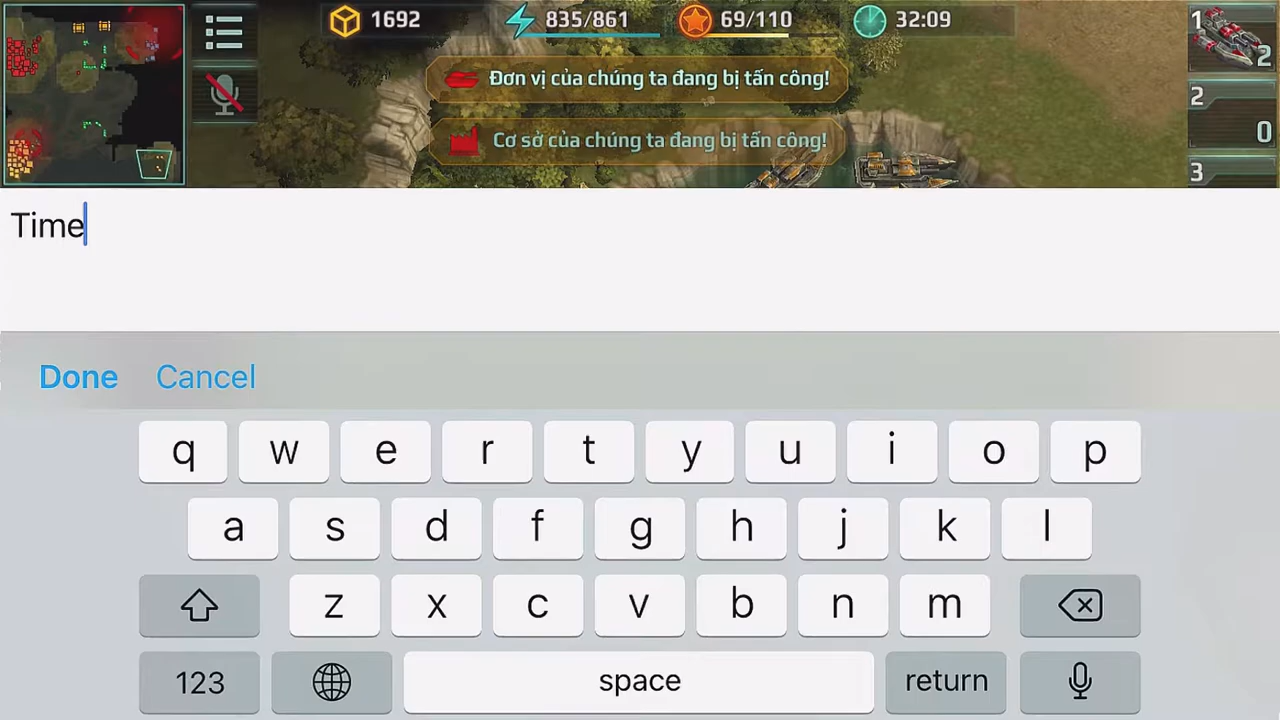 1692 835/861 69/110 32:09
1
2
Đơn vị của chúng ta đang bị tấn công!
2
0
Cơ sở của chúng ta đang bị tấn công!
3
Time
Done Cancel
q w e r t y u i o p
a s d f g h j k l
z x c v b n m
123 space return